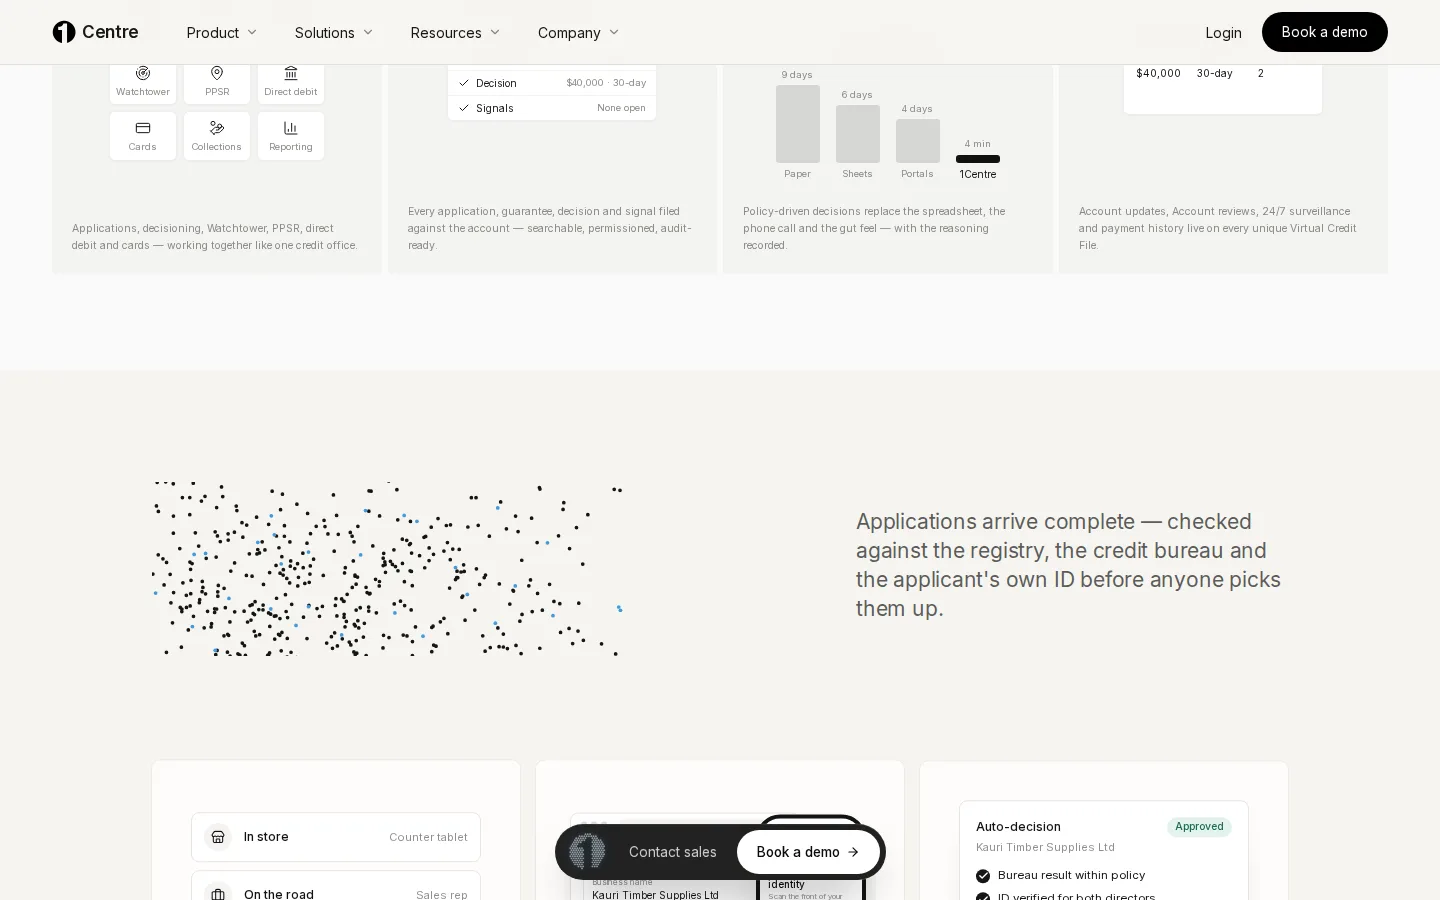 1 Centre
Product
Solutions
Resources
Company
Login
Book a demo
Watchtower
PPSR
Direct debit
Cards
Collections
Reporting
Applications, decisioning, Watchtower, PPSR, direct
debit and cards — working together like one credit office.
Decision
$40,000 · 30-day
Signals
None open
Every application, guarantee, decision and signal filed
against the account — searchable, permissioned, audit-
ready.
9 days
6 days
4 days
4 min
Paper
Sheets
Portals
1Centre
Policy-driven decisions replace the spreadsheet, the
phone call and the gut feel — with the reasoning
recorded.
$40,000
30-day
2
Account updates, Account reviews, 24/7 surveillance
and payment history live on every unique Virtual Credit
File.
Applications arrive complete — checked
against the registry, the credit bureau and
the applicant's own ID before anyone picks
them up.
In store
Counter tablet
On the road
Sales rep
Business name
Kauri Timber Supplies Ltd
identity
Scan the front of your
1
Contact sales
Book a demo
Auto-decision
Approved
Kauri Timber Supplies Ltd
Bureau result within policy
ID verified for both directors